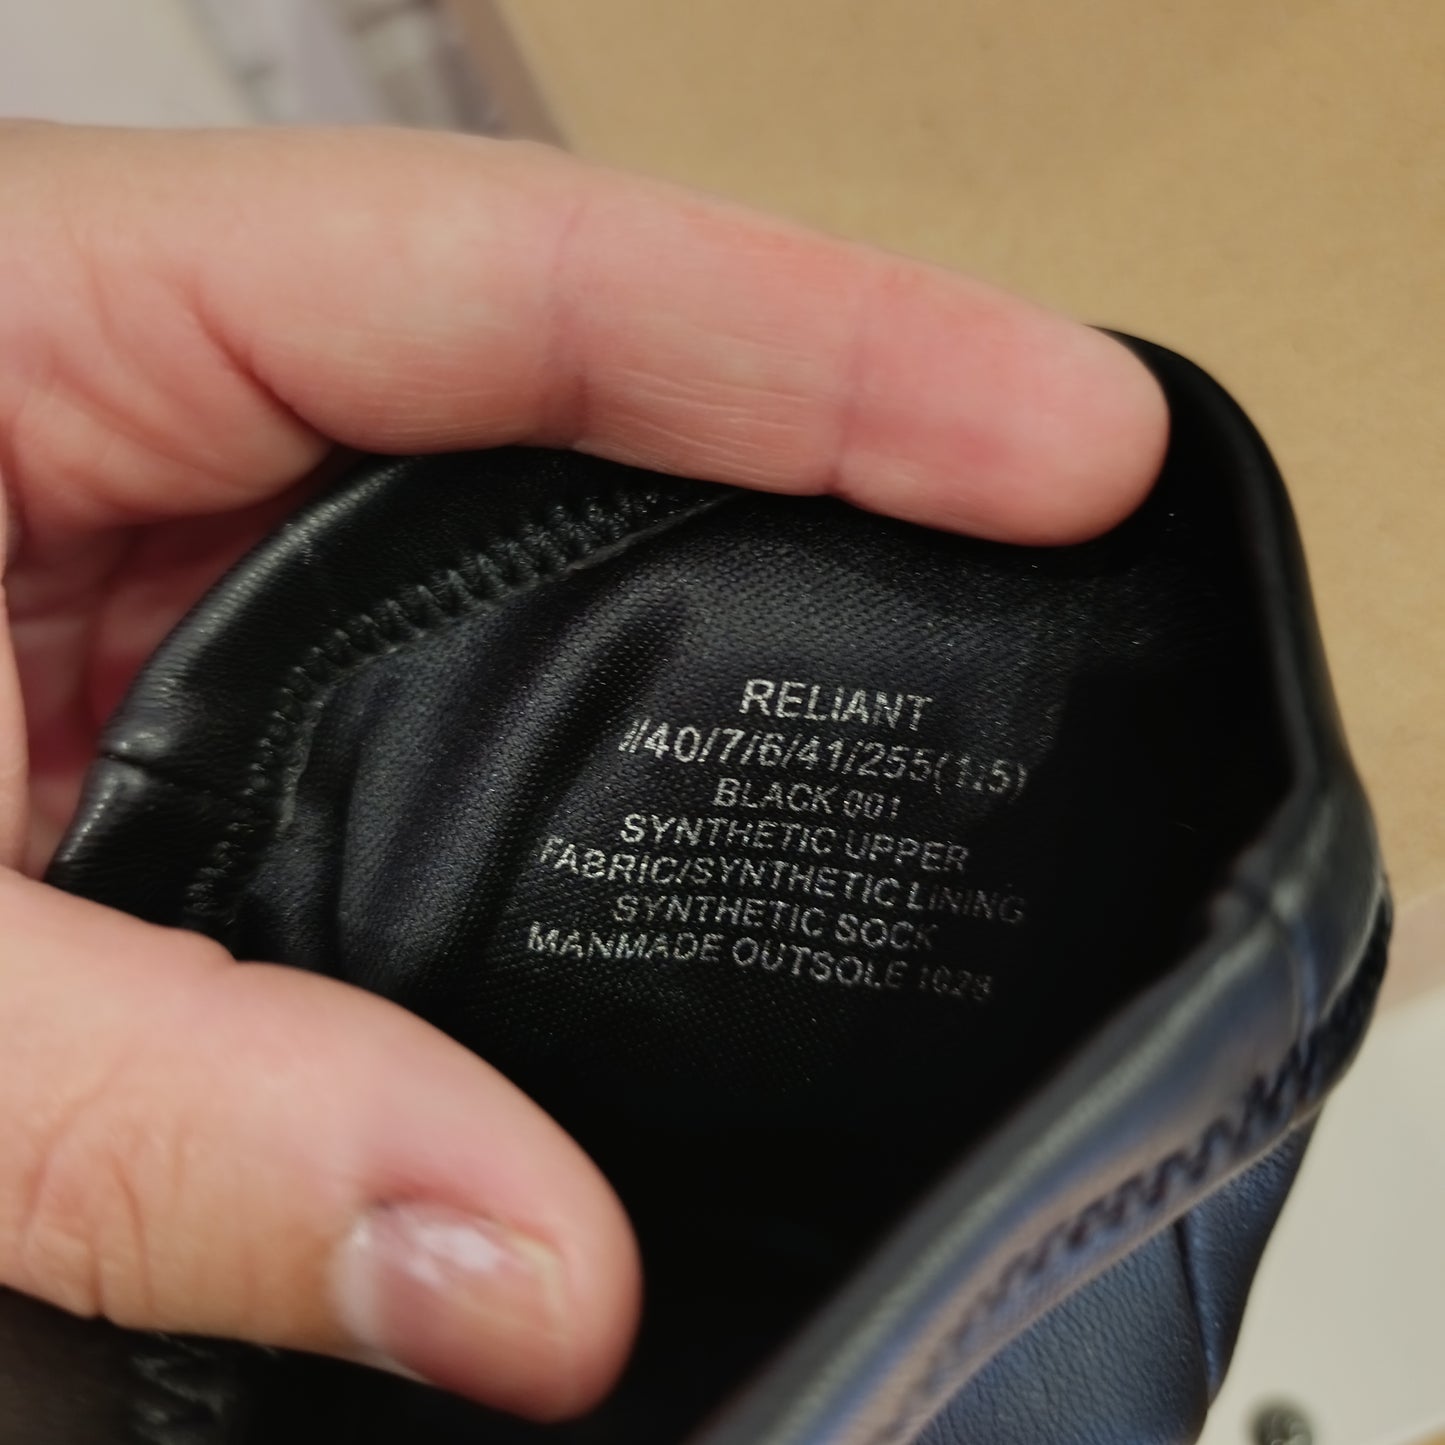 RELIANT
//40/7/6/41/255(1.5)
BLACK 001
SYNTHETIC UPPER
FABRIC/SYNTHETIC LINING
SYNTHETIC SOCK
MANMADE OUTSOLE